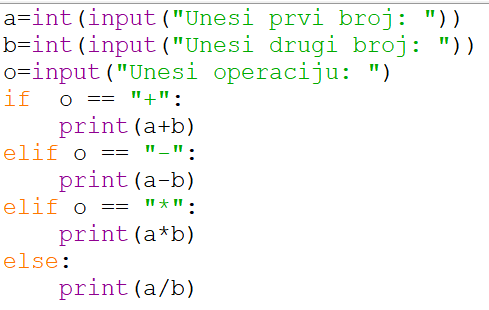 a=int(input("Unesi prvi broj: "))
b=int(input("Unesi drugi broj: "))
o=input("Unesi operaciju: ")
if  o == "+":
    print(a+b)
elif o == "-":
    print(a-b)
elif o == "*":
    print(a*b)
else:
    print(a/b)